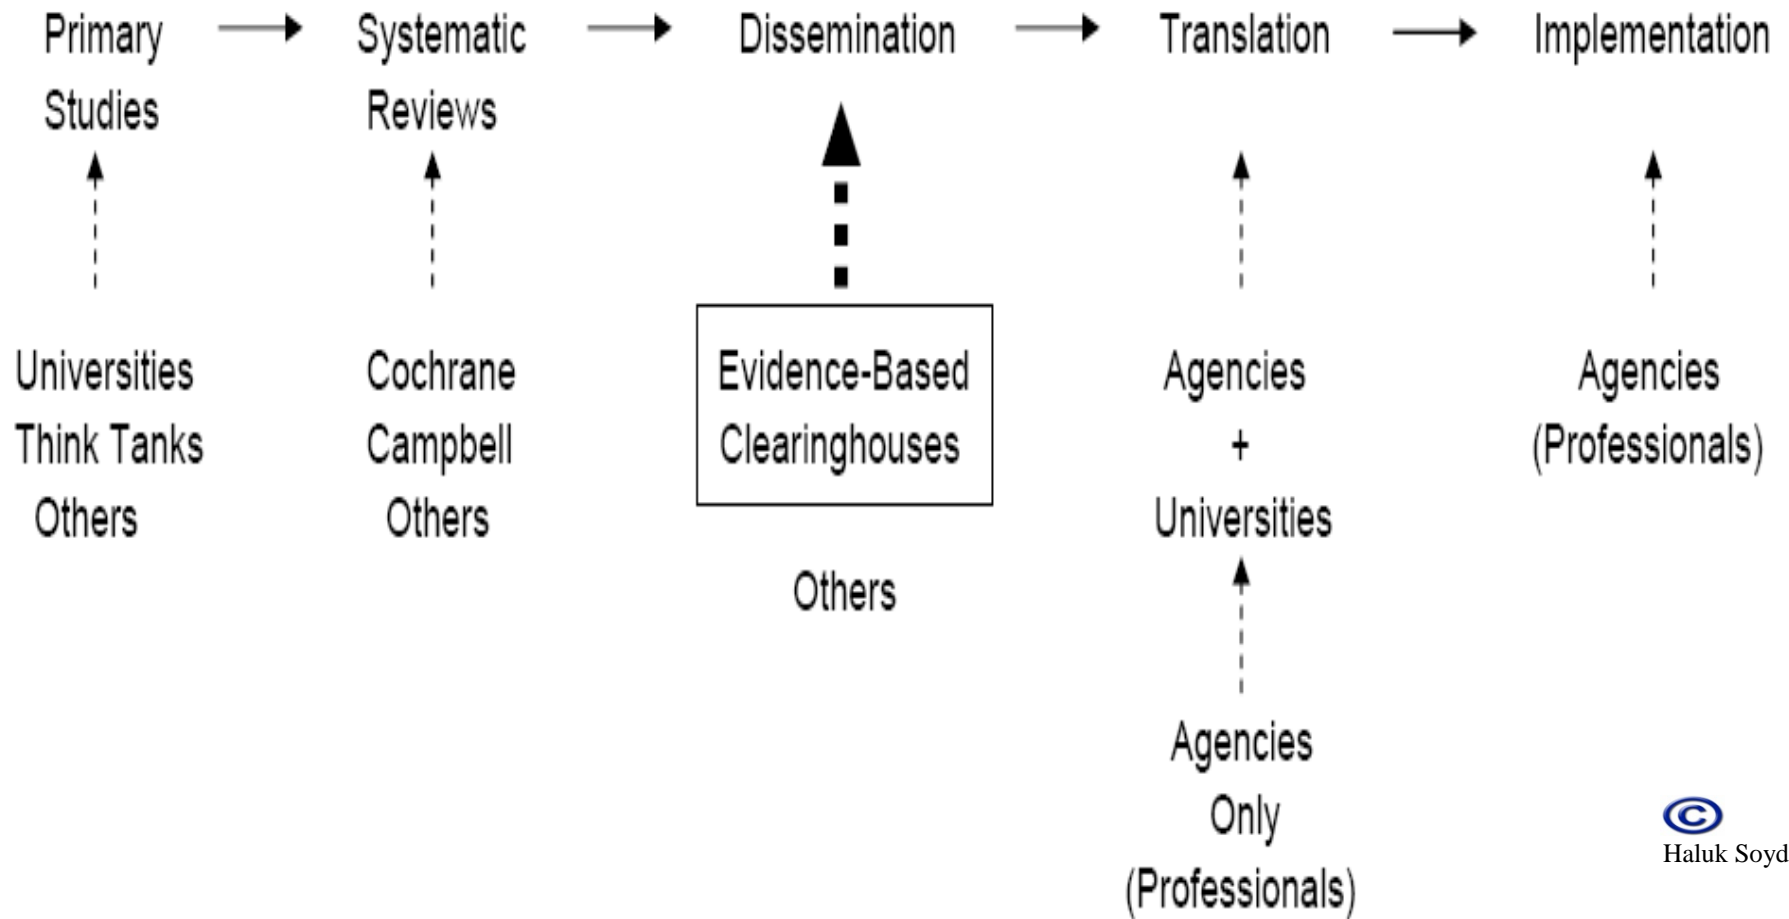 Primary
Studies
Systematic
Reviews
Dissemination
Translation
Implementation
Universities
Think Tanks
Others
Cochrane
Campbell
Others
Evidence-Based
Clearinghouses
Others
Agencies
+
Universities
Agencies
Only
(Professionals)
Agencies
(Professionals)
©
Haluk Soyd